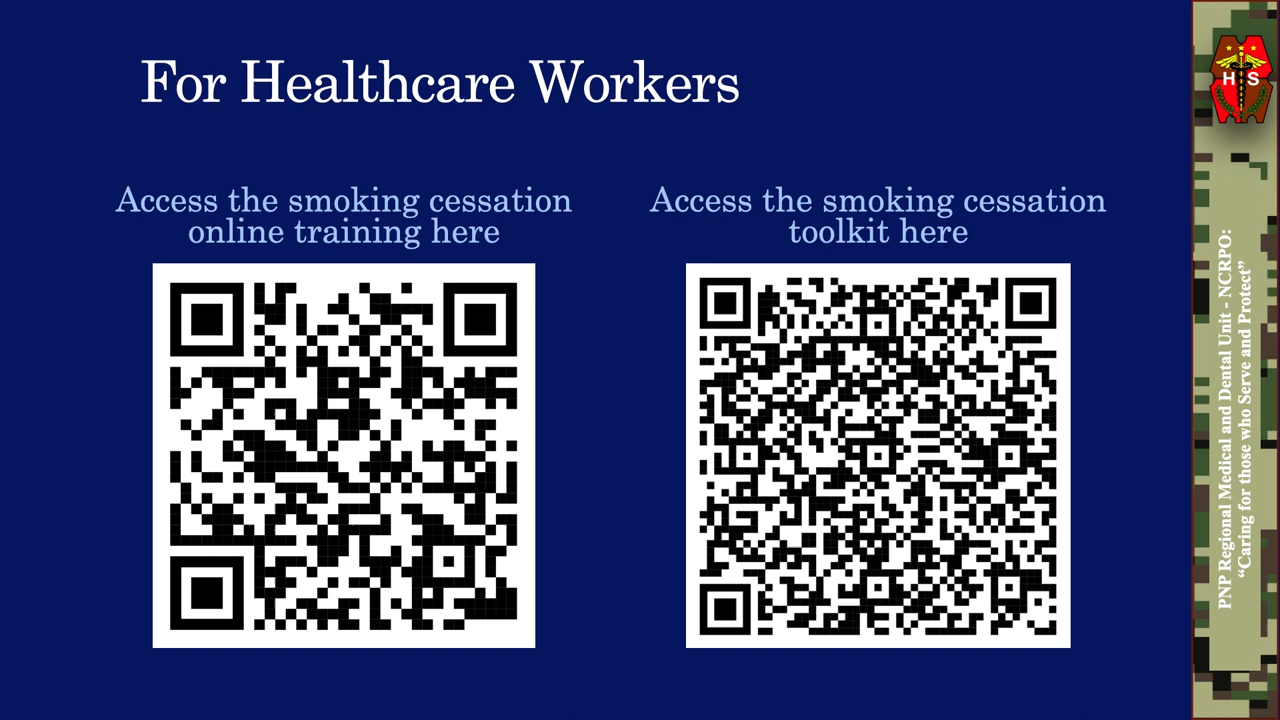 For Healthcare Workers
Access the smoking cessation
online training here
Access the smoking cessation
toolkit here
H S
PNP Regional Medical and Dental Unit - NCRPO:
“Caring for those who Serve and Protect”